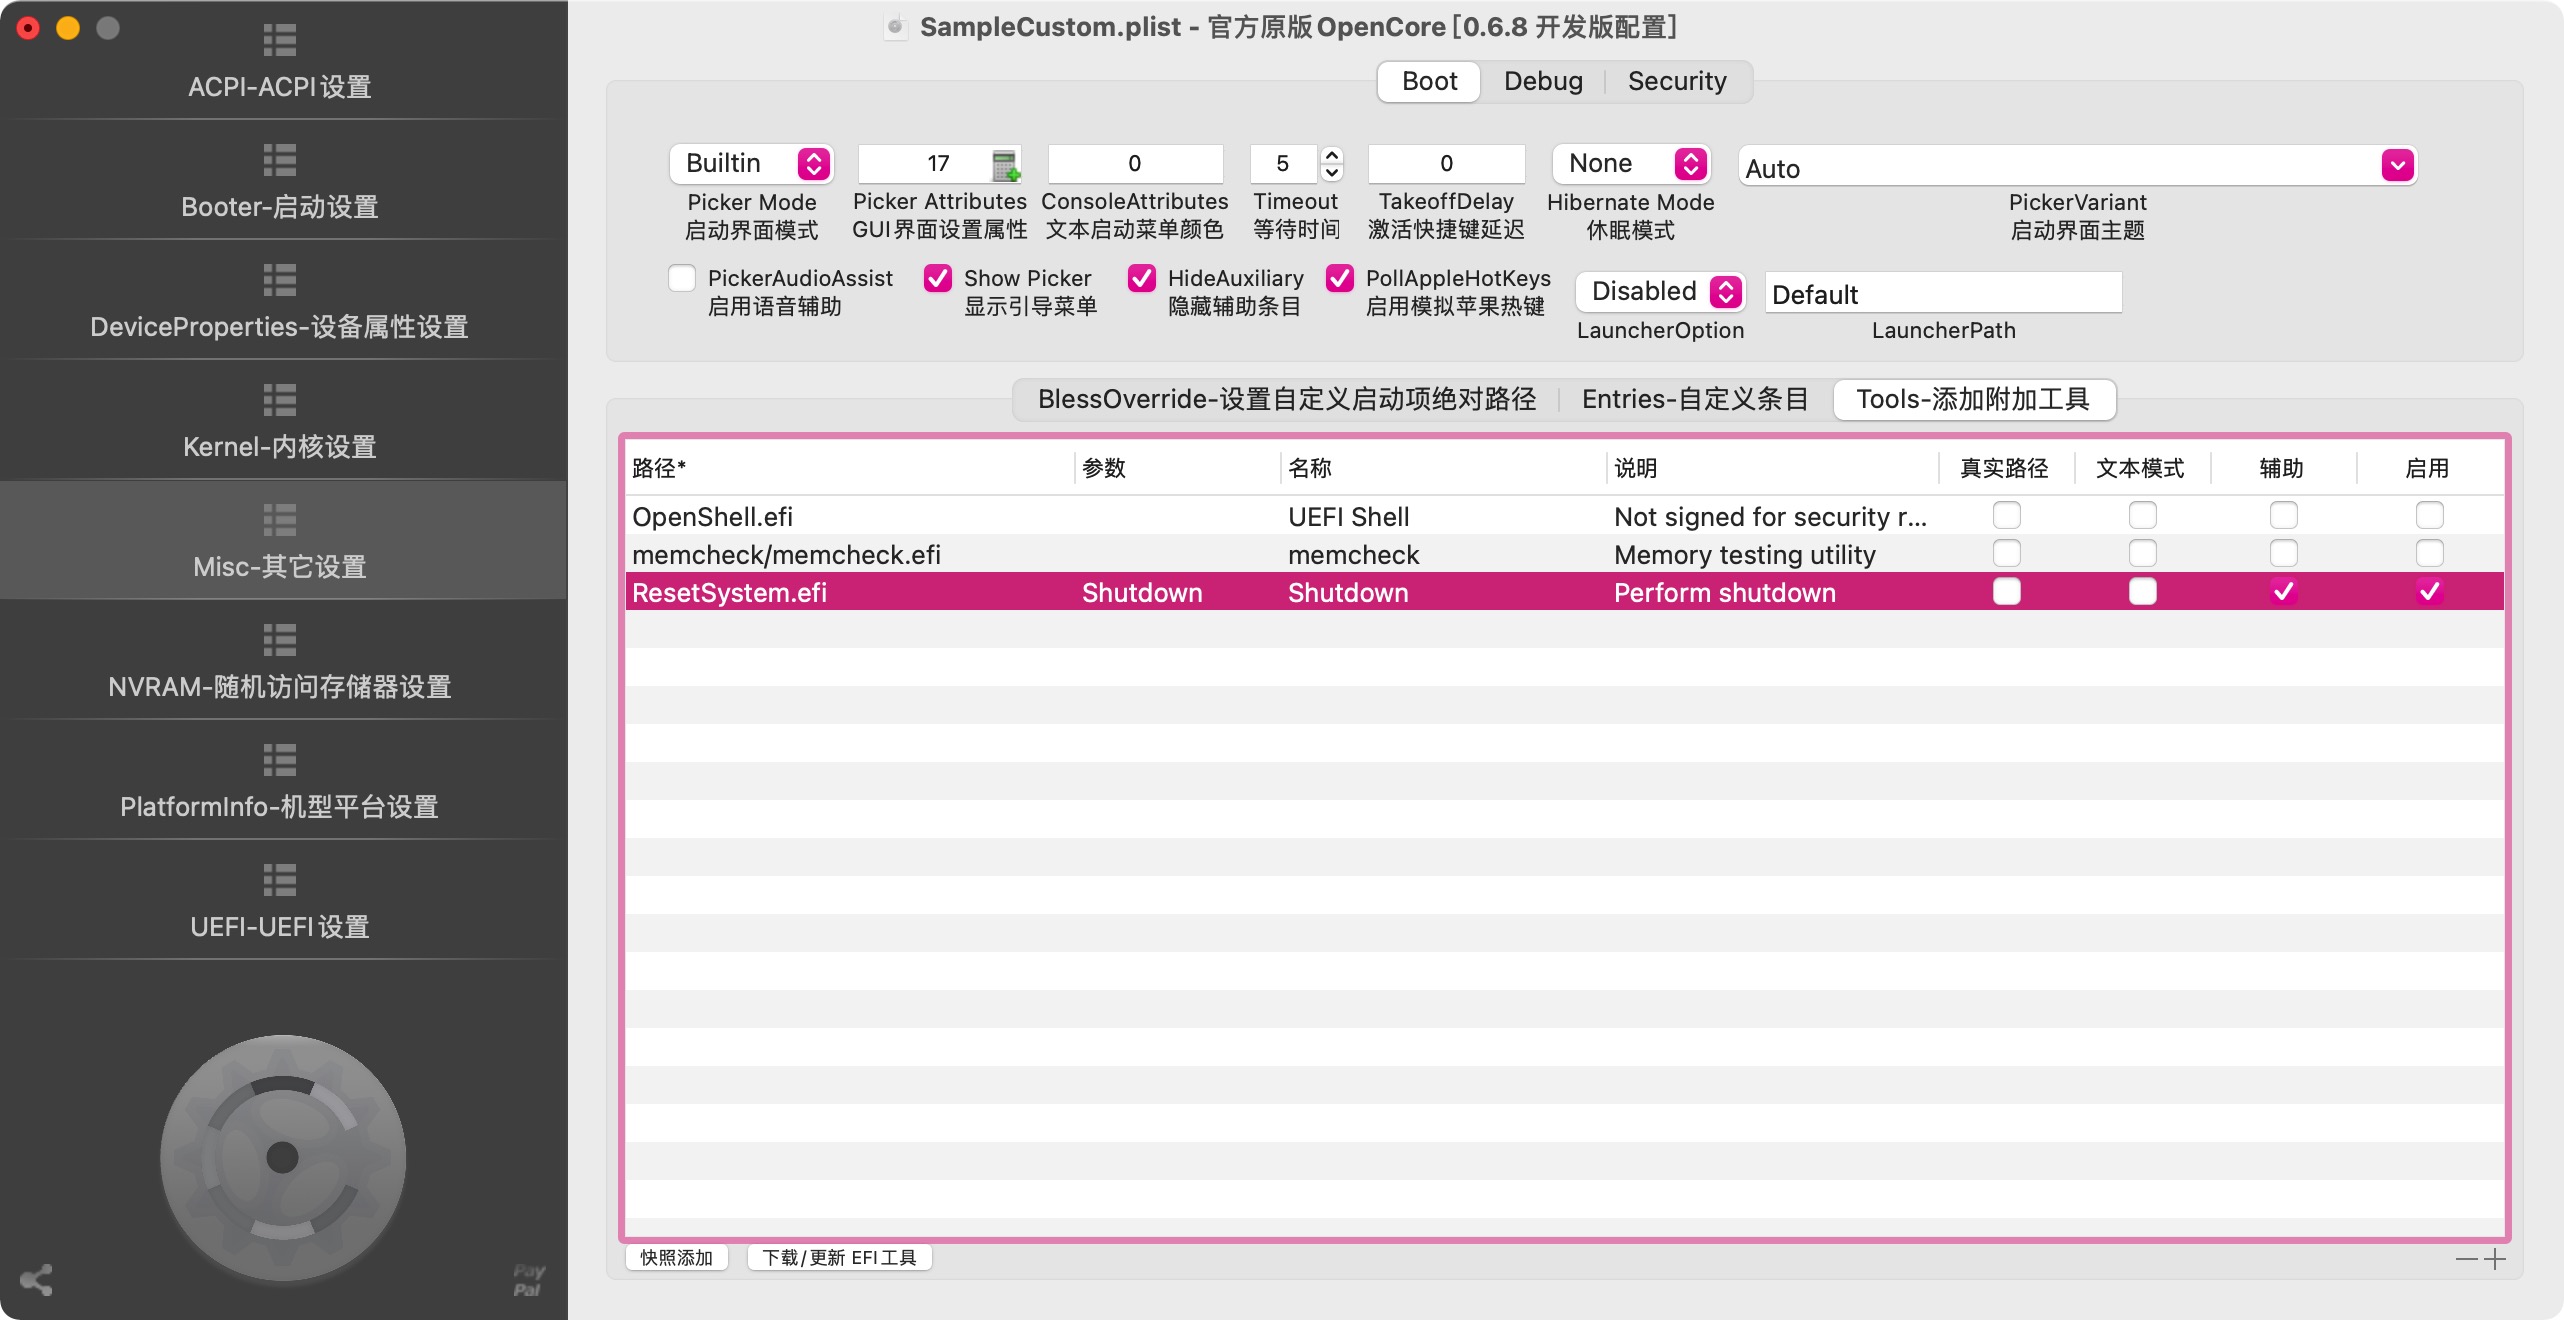 SampleCustom.plist - 官方原版OpenCore [0.6.8 开发版配置]
ACPI-ACPI设置
Booter-启动设置
DeviceProperties-设备属性设置
Kernel-内核设置
Misc-其它设置
NVRAM-随机访问存储器设置
PlatformInfo-机型平台设置
UEFI-UEFI设置
Pay
Pal
Boot Debug Security
Builtin 17 0 5 0 None Auto
Picker Mode Picker Attributes ConsoleAttributes Timeout TakeoffDelay Hibernate Mode PickerVariant
启动界面模式 GUI界面设置属性 文本启动菜单颜色 等待时间 激活快捷键延迟 休眠模式 启动界面主题
PickerAudioAssist Show Picker HideAuxiliary PollAppleHotKeys Disabled Default
启用语音辅助 显示引导菜单 隐藏辅助条目 启用模拟苹果热键
LauncherOption LauncherPath
BlessOverride-设置自定义启动项绝对路径 Entries-自定义条目 Tools-添加附加工具
路径* 参数 名称 说明 真实路径 文本模式 辅助 启用
OpenShell.efi UEFI Shell Not signed for security r...
memcheck/memcheck.efi memcheck Memory testing utility
ResetSystem.efi Shutdown Shutdown Perform shutdown
快照添加 下载/更新 EFI工具